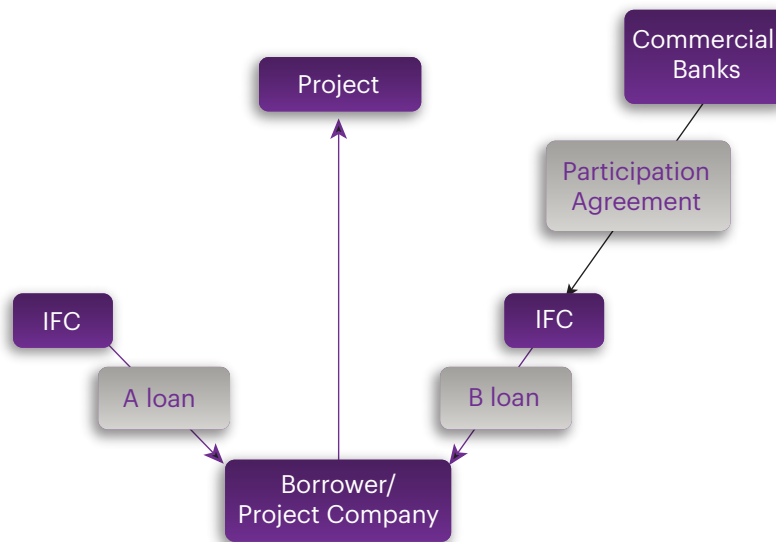 Commercial
Banks
Project
Participation
Agreement
IFC
IFC
A loan
B loan
Borrower/
Project Company